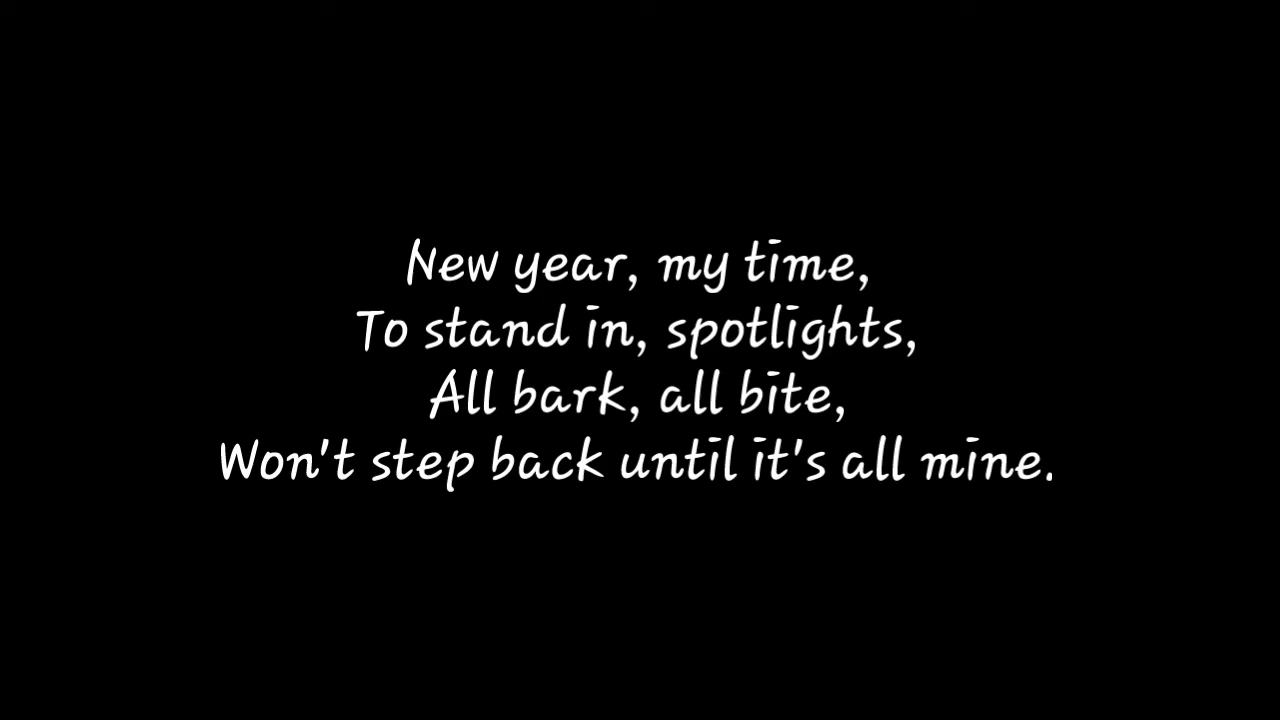 New year, my time,
To stand in, spotlights,
All bark, all bite,
Won't step back until it's all mine.